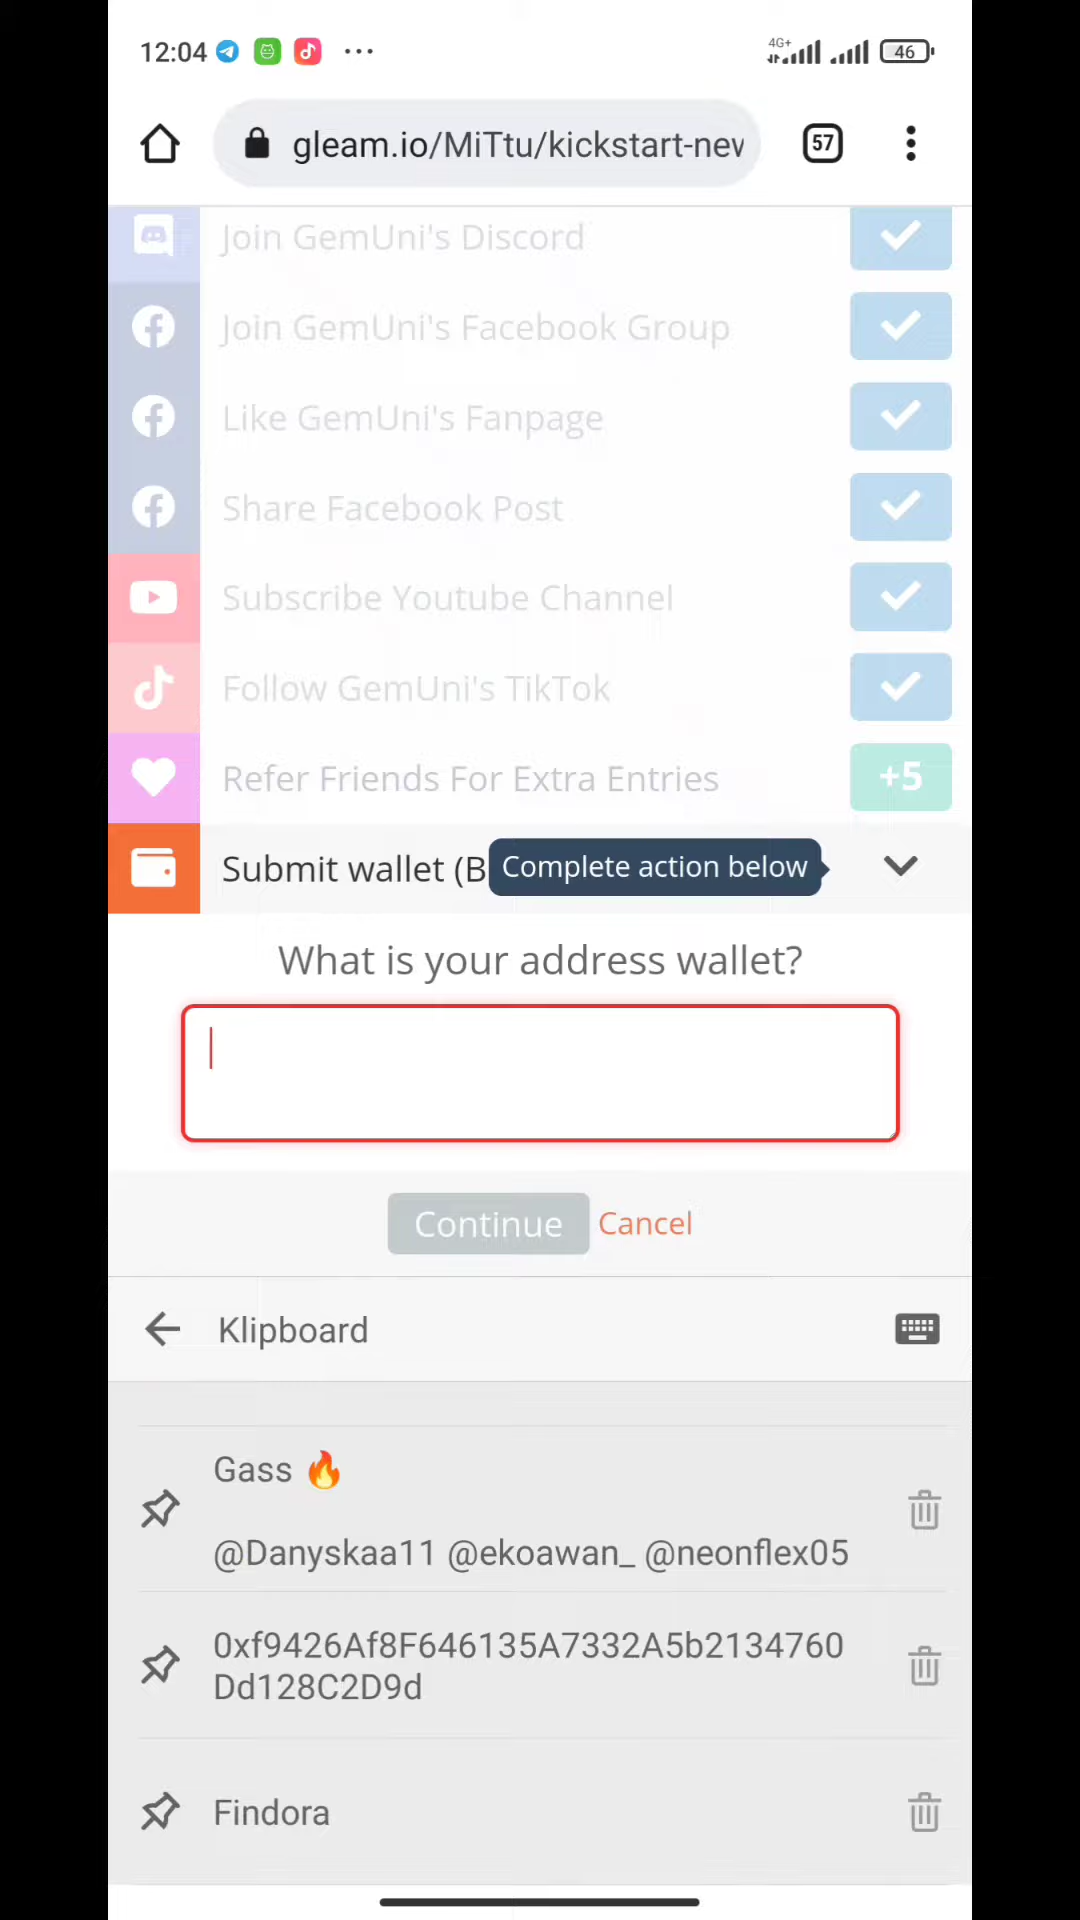 12:04
4G+
46
gleam.io/MiTtu/kickstart-nev
57
Join GemUni's Discord
Join GemUni's Facebook Group
Like GemUni's Fanpage
Share Facebook Post
Subscribe Youtube Channel
Follow GemUni's TikTok
Refer Friends For Extra Entries
+5
Submit wallet (B
Complete action below
What is your address wallet?
Continue
Cancel
Klipboard
Gass 🔥
@Danyskaa11 @ekoawan_ @neonflex05
0xf9426Af8F646135A7332A5b2134760
Dd128C2D9d
Findora